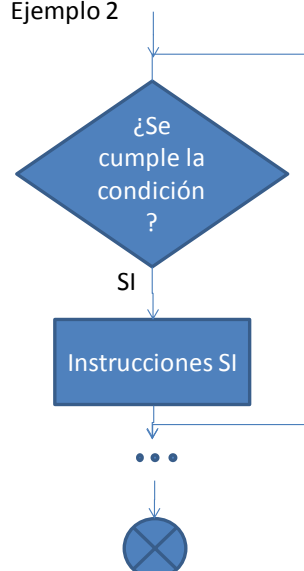 Ejemplo 2
¿Se
cumple la
condición
?
SI
Instrucciones SI
...